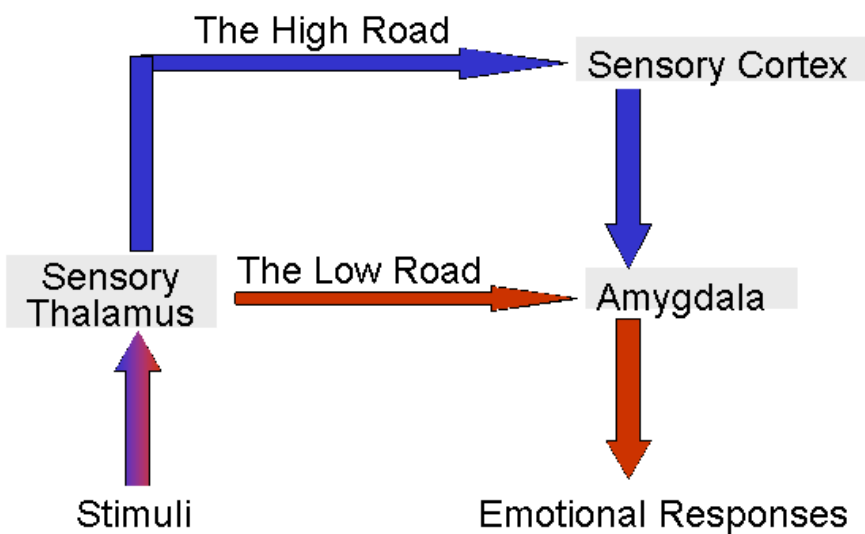 The High Road
Sensory Cortex
The Low Road
Sensory
Thalamus
Amygdala
Stimuli
Emotional Responses